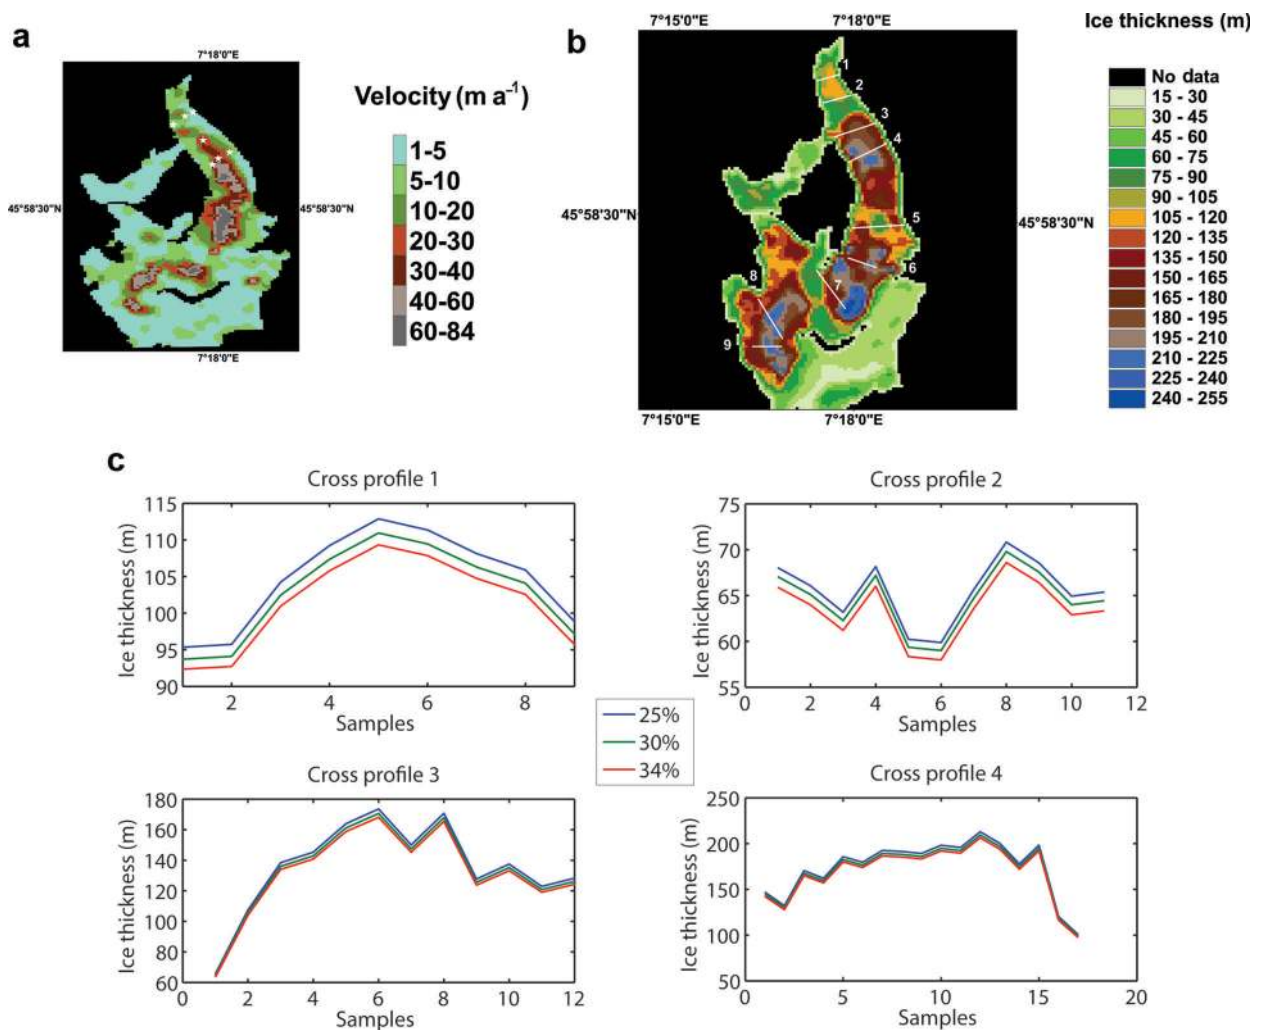 a
7°18'0"E
Velocity (m a⁻¹)
1-5
5-10
10-20
20-30
30-40
40-60
60-84
45°58'30"N
45°58'30"N
7°18'0"E
b
7°15'0"E
7°18'0"E
Ice thickness (m)
No data
15 - 30
30 - 45
45 - 60
60 - 75
75 - 90
90 - 105
105 - 120
120 - 135
135 - 150
150 - 165
165 - 180
180 - 195
195 - 210
210 - 225
225 - 240
240 - 255
1
2
3
4
5
6
7
8
9
45°58'30"N
7°15'0"E
7°18'0"E
c
Cross profile 1
Ice thickness (m)
115
110
105
100
95
90
2 4 6 8
Samples
Cross profile 2
Ice thickness (m)
75
70
65
60
55
0 2 4 6 8 10 12
Samples
25%
30%
34%
Cross profile 3
Ice thickness (m)
180
160
140
120
100
80
60
0 2 4 6 8 10 12
Samples
Cross profile 4
Ice thickness (m)
250
200
150
100
50
0 5 10 15 20
Samples